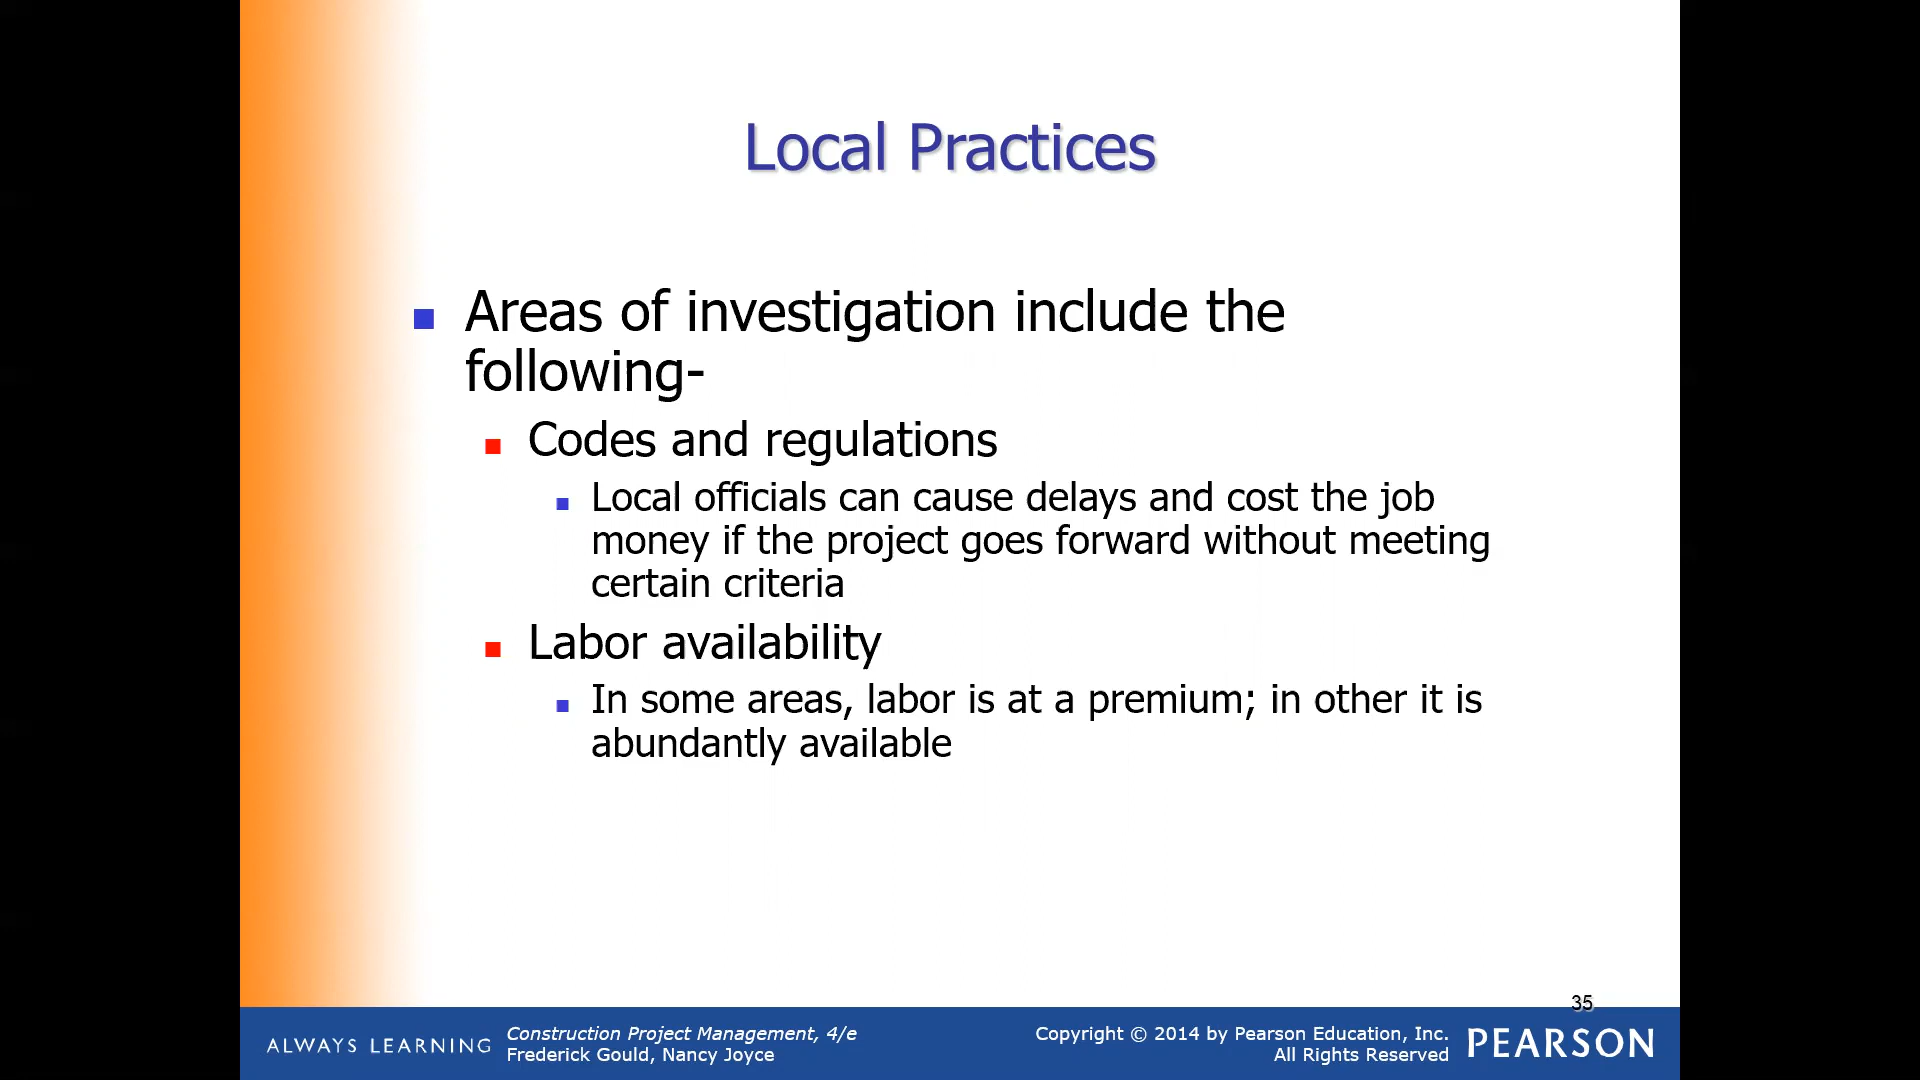 Local Practices
Areas of investigation include the
following-
Codes and regulations
Local officials can cause delays and cost the job
money if the project goes forward without meeting
certain criteria
Labor availability
In some areas, labor is at a premium; in other it is
abundantly available
35
ALWAYS LEARNING
Construction Project Management, 4/e
Frederick Gould, Nancy Joyce
Copyright © 2014 by Pearson Education, Inc.
All Rights Reserved
PEARSON